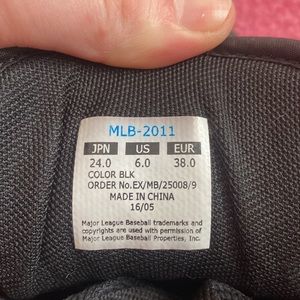 MLB-2011
JPN US EUR
24.0 6.0 38.0
COLOR BLK
ORDER No.EX/MB/25008/9
MADE IN CHINA
16/05
Major League Baseball trademarks and
copyrights are used with permission of
Major League Baseball Properties, Inc.